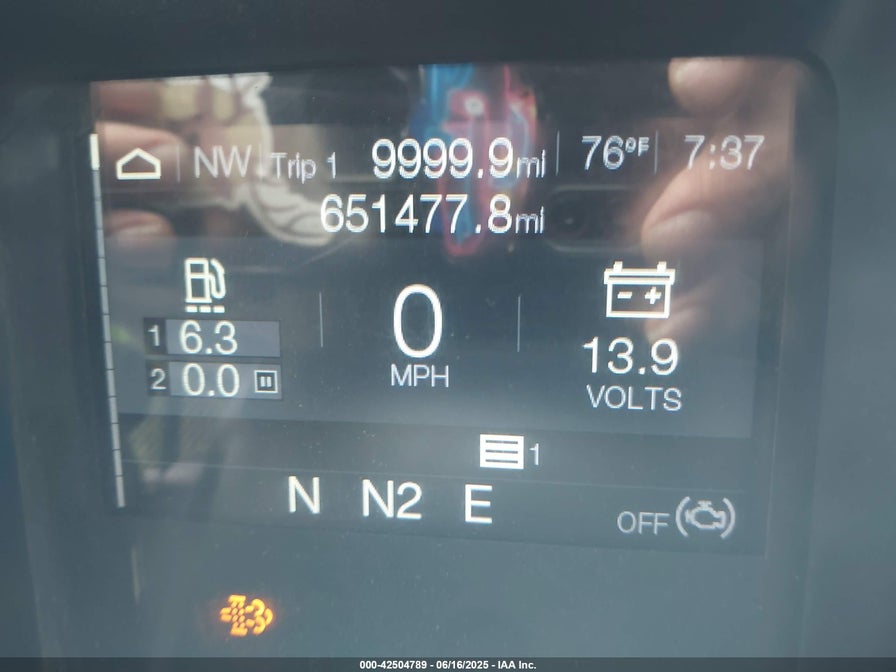 NW Trip 1 9999.9mi 76°F 7:37
651477.8mi
1 6.3
2 0.0
0
MPH
13.9
VOLTS
1
N N2 E
OFF
000-42504789 - 06/16/2025 - IAA Inc.